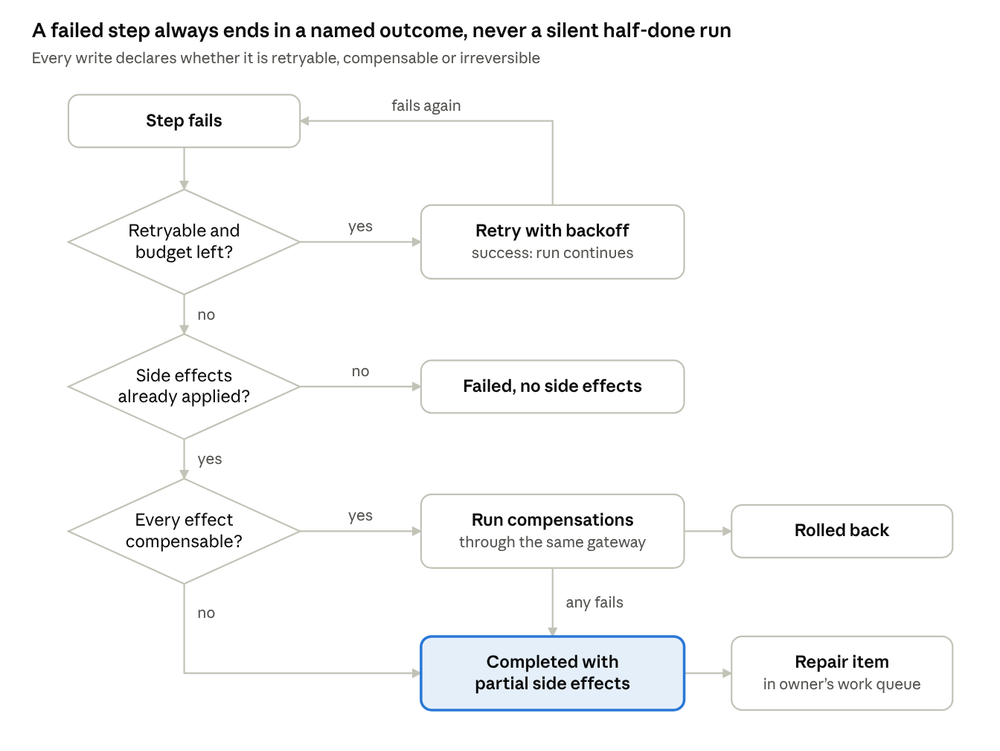 A failed step always ends in a named outcome, never a silent half-done run
Every write declares whether it is retryable, compensable or irreversible
fails again
Step fails
Retryable and
budget left?
yes
Retry with backoff
success: run continues
no
Side effects
already applied?
no
Failed, no side effects
yes
Every effect
compensable?
yes
Run compensations
through the same gateway
Rolled back
no
any fails
Completed with
partial side effects
Repair item
in owner’s work queue